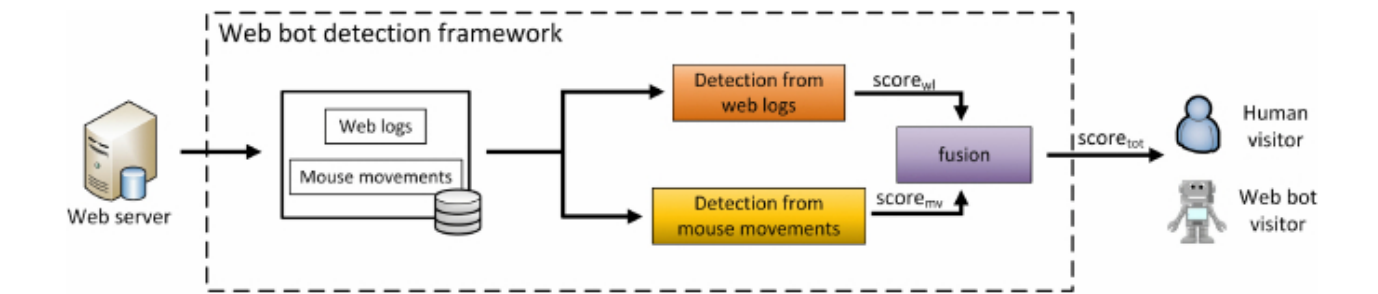 Web bot detection framework
Web server
Web logs
Mouse movements
Detection from
web logs
Detection from
mouse movements
score_wl
score_mv
fusion
score_tot
Human
visitor
Web bot
visitor